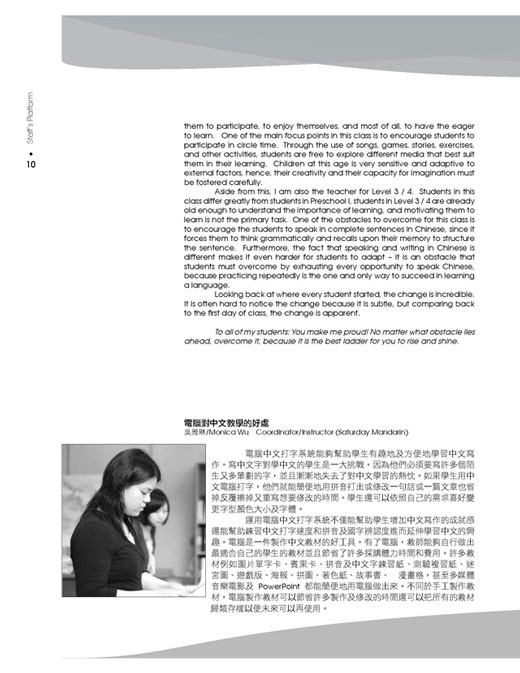 Staff's Platform
10
them to participate, to enjoy themselves, and most of all, to have the eager
to learn.  One of the main focus points in this class is to encourage students to
participate in circle time.  Through the use of songs, games, stories, exercises,
and other activities, students are free to explore different media that best suit
them in their learning.  Children at this age is very sensitive and adaptive to
external factors, hence, their creativity and their capacity for imagination must
be fostered carefully.
Aside from this, I am also the teacher for Level 3 / 4.  Students in this
class differ greatly from students in Preschool I, students in Level 3 / 4 are already
old enough to understand the importance of learning, and motivating them to
learn is not the primary task.  One of the obstacles to overcome for this class is
to encourage the students to speak in complete sentences in Chinese, since it
forces them to think grammatically and recalls upon their memory to structure
the sentence.  Furthermore, the fact that speaking and writing in Chinese is
different makes it even harder for students to adapt – it is an obstacle that
students must overcome by exhausting every opportunity to speak Chinese,
because practicing repeatedly is the one and only way to succeed in learning
a language.
Looking back at where every student started, the change is incredible.
It is often hard to notice the change because it is subtle, but comparing back
to the first day of class, the change is apparent.
To all of my students: You make me proud! No matter what obstacle lies
ahead, overcome it, because it is the best ladder for you to rise and shine.
電腦對中文教學的好處
吳雅琳/Monica Wu  Coordinator/Instructor (Saturday Mandarin)
電腦中文打字系統能夠幫助學生有趣地及方便地學習中文寫
作。寫中文字對學中文的學生是一大挑戰，因為他們必須要寫許多個陌
生又多筆劃的字，並且漸漸地失去了對中文學習的熱忱。如果學生用中
文電腦打字，他們就能簡便地用拼音打出或修改一句話或一篇文章也省
掉反覆擦掉又重寫想要修改的時間。學生還可以依照自己的需求喜好變
更字型顏色大小及字體。
運用電腦中文打字系統不僅能幫助學生增加中文寫作的成就感
還能幫助練習中文打字速度和拼音及國字辨認度進而延伸學習中文的興
趣。電腦是一件製作中文教材的好工具。有了電腦，教師能夠自行做出
最適合自己的學生的教材並且節省了許多採購體力時間和費用。許多教
材例如圖片單字卡、賓果卡、拼音及中文字練習紙、測驗複習紙、迷
宮圖、遊戲版、海報、拼圖、著色紙、故事書、 漫畫格，甚至多媒體
音樂電影及 PowerPoint 都能簡便地用電腦做出來。不同於手工製作教
材，電腦製作教材可以節省許多製作及修改的時間還可以把所有的教材
歸類存檔以便未來可以再使用。